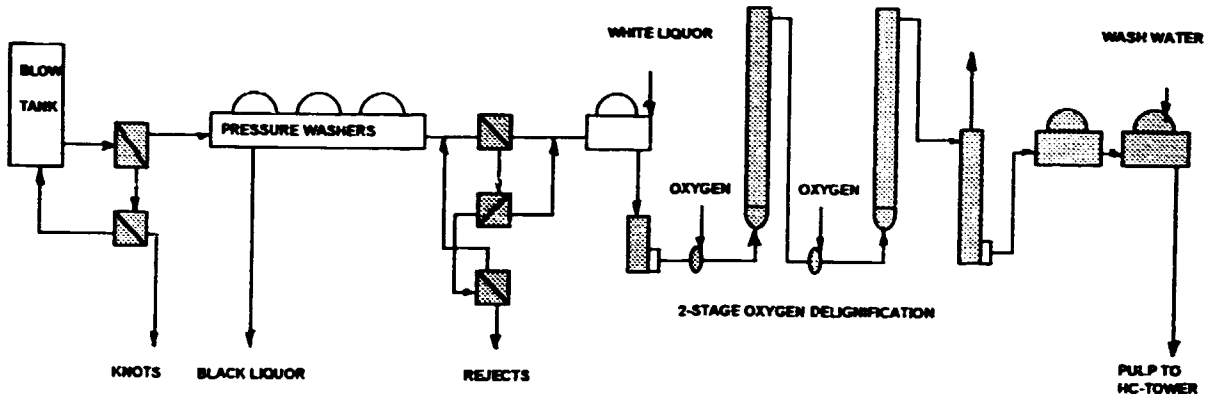 BLOW
TANK
PRESSURE WASHERS
WHITE LIQUOR
WASH WATER
OXYGEN
OXYGEN
2-STAGE OXYGEN DELIGNIFICATION
KNOTS
BLACK LIQUOR
REJECTS
PULP TO
HC-TOWER